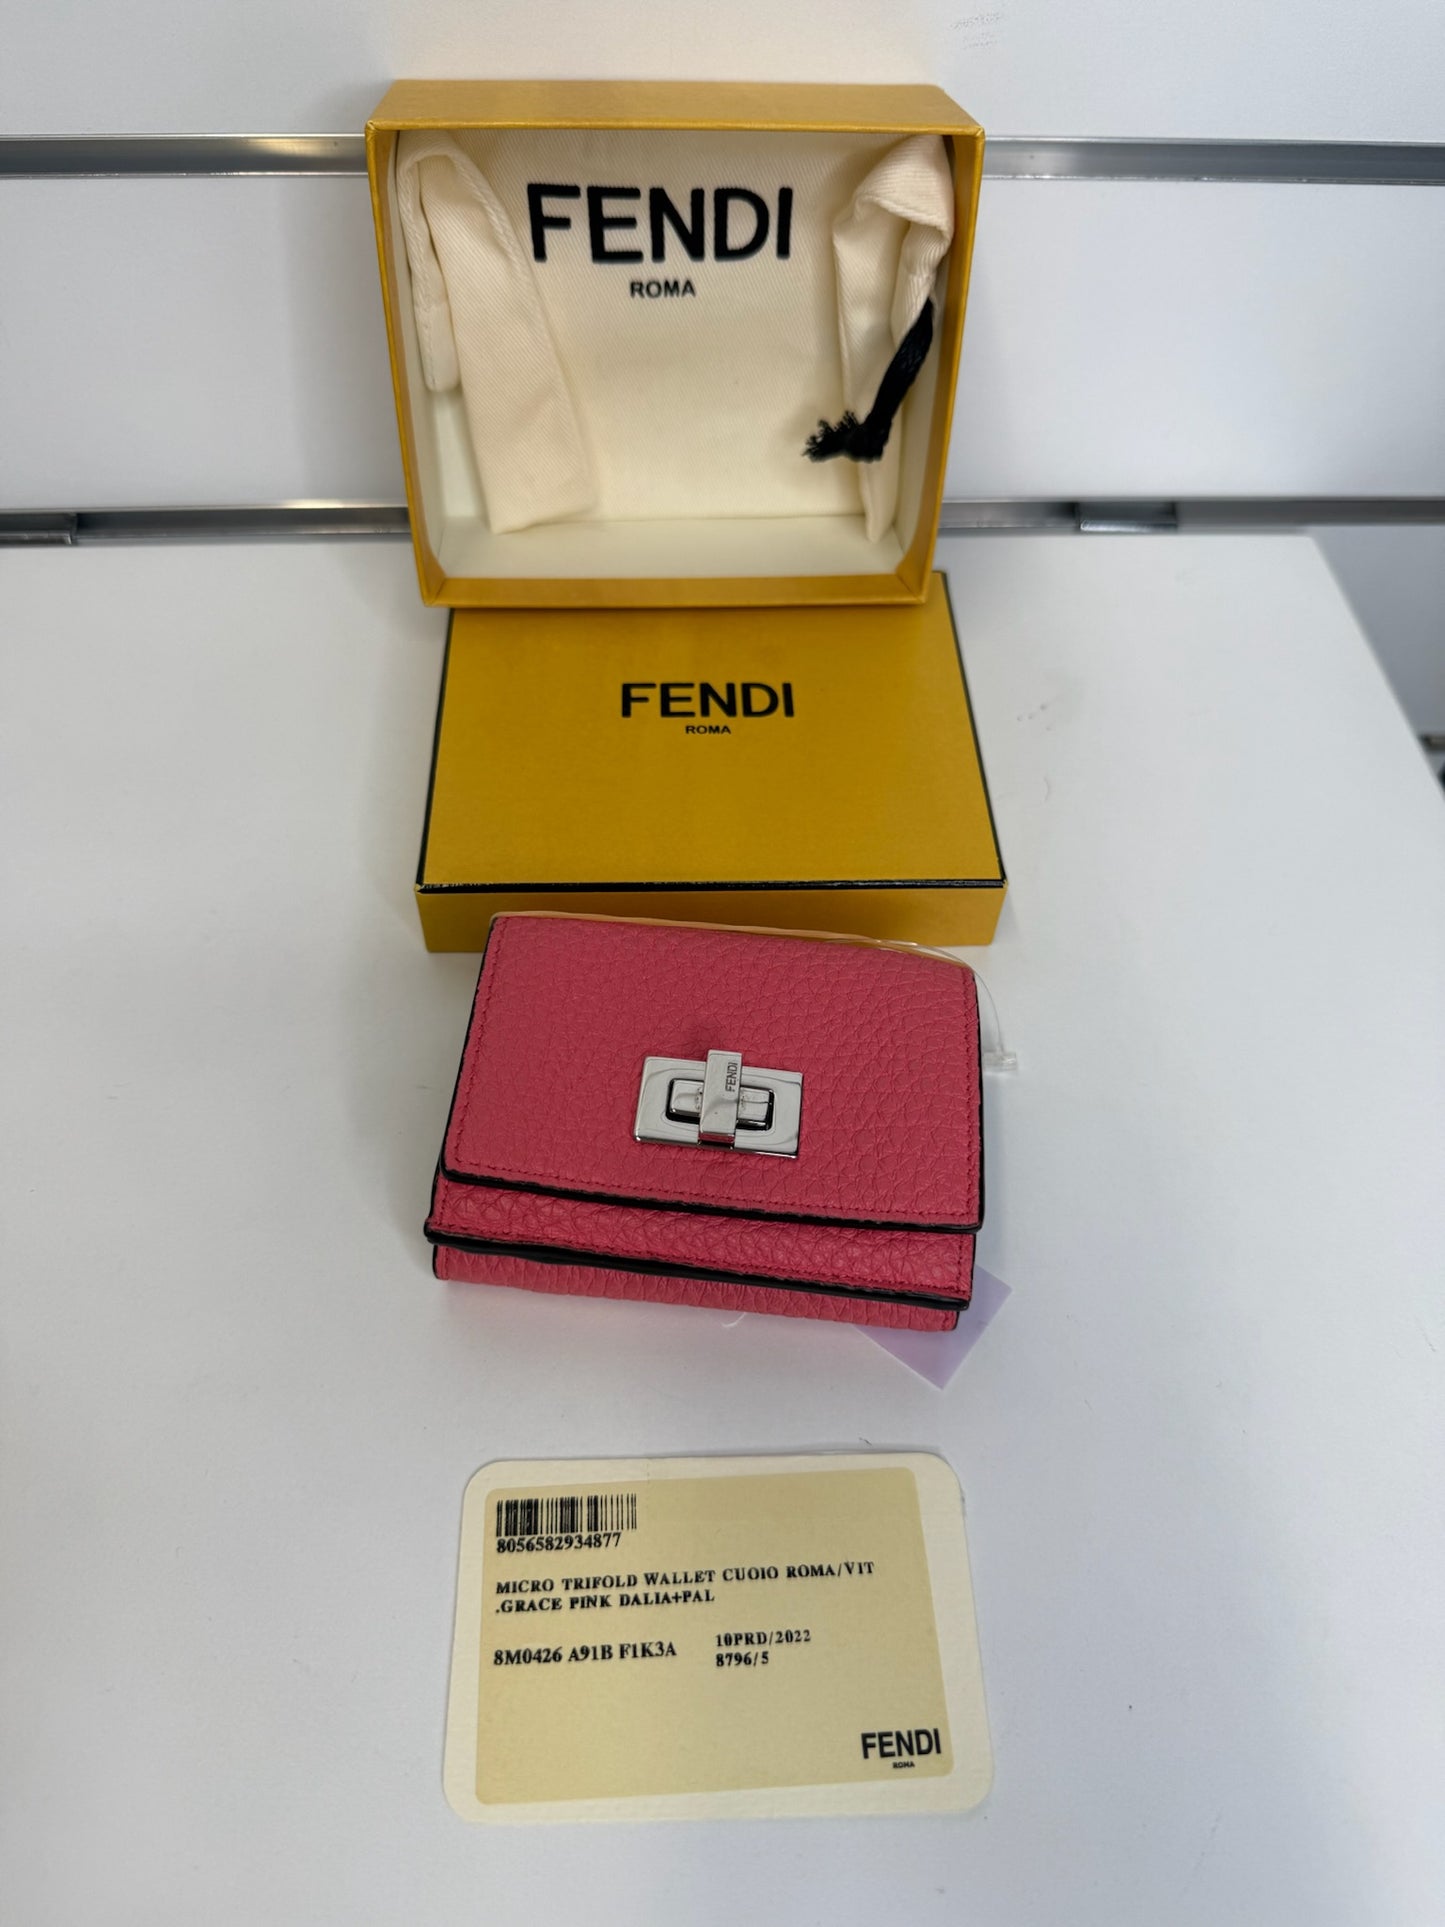 FENDI
ROMA
FENDI
ROMA
FENDI
8056582934877
MICRO TRIFOLD WALLET CUOIO ROMA/VIT
.GRACE PINK DALIA+PAL
8M0426 A91B F1K3A
10PRD/2022
8796/5
FENDI
ROMA